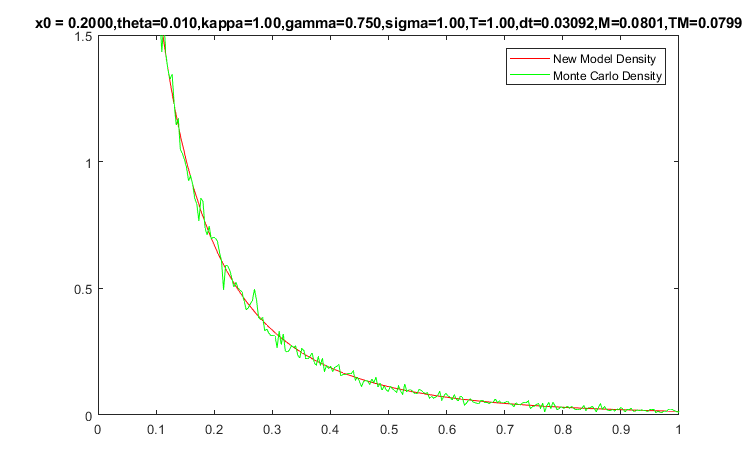 x0 = 0.2000,theta=0.010,kappa=1.00,gamma=0.750,sigma=1.00,T=1.00,dt=0.03092,M=0.0801,TM=0.0799
New Model Density
Monte Carlo Density
1.5
1
0.5
0
0 0.1 0.2 0.3 0.4 0.5 0.6 0.7 0.8 0.9 1